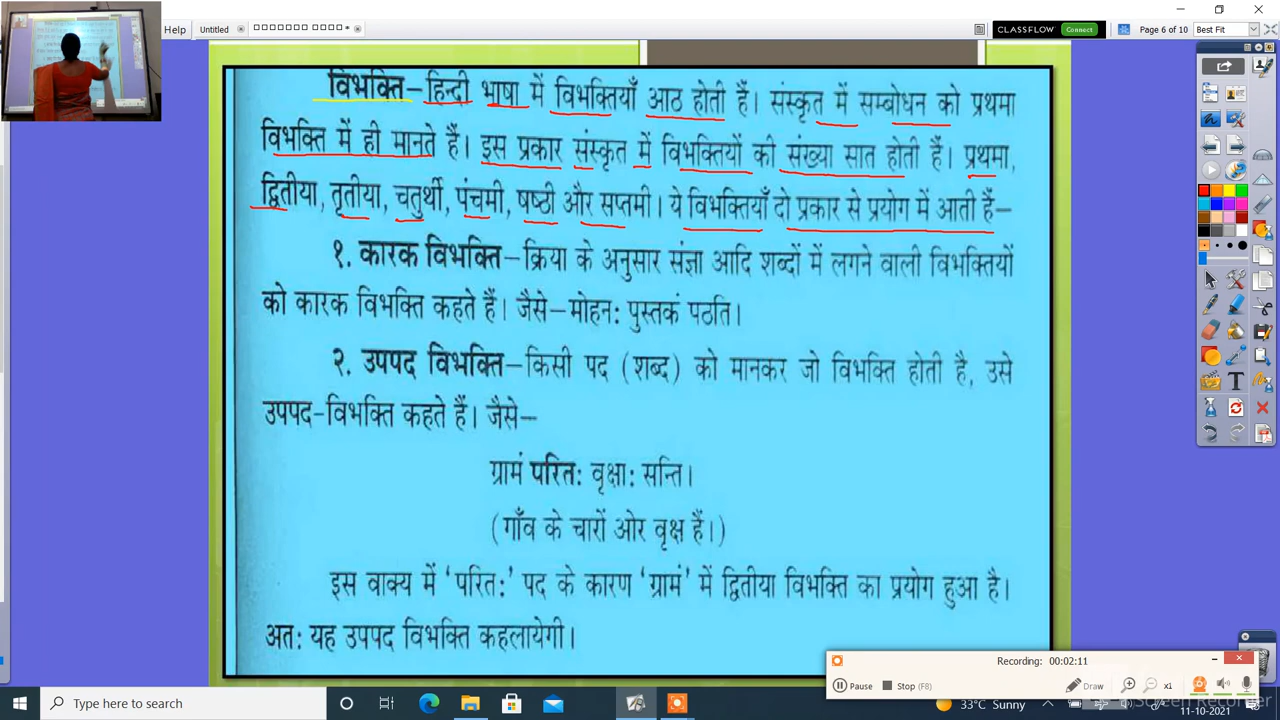 Help
Untitled
CLASSFLOW Connect
Page 6 of 10
Best Fit
विभक्ति–हिन्दी भाषा में विभक्तियाँ आठ होती हैं। संस्कृत में सम्बोधन को प्रथमा
विभक्ति में ही मानते हैं। इस प्रकार संस्कृत में विभक्तियों की संख्या सात होती हैं। प्रथमा,
द्वितीया, तृतीया, चतुर्थी, पंचमी, षष्ठी और सप्तमी। ये विभक्तियाँ दो प्रकार से प्रयोग में आती हैं–
१. कारक विभक्ति–क्रिया के अनुसार संज्ञा आदि शब्दों में लगने वाली विभक्तियों
को कारक विभक्ति कहते हैं। जैसे–मोहन: पुस्तकं पठति।
२. उपपद विभक्ति–किसी पद (शब्द) को मानकर जो विभक्ति होती है, उसे
उपपद-विभक्ति कहते हैं। जैसे–
ग्रामं परित: वृक्षा: सन्ति।
(गाँव के चारों ओर वृक्ष हैं।)
इस वाक्य में ‘परित:’ पद के कारण ‘ग्रामं’ में द्वितीया विभक्ति का प्रयोग हुआ है।
अत: यह उपपद विभक्ति कहलायेगी।
Recording: 00:02:11
Pause
Stop (F8)
Draw
x1
Type here to search
33°C Sunny
11-10-2021